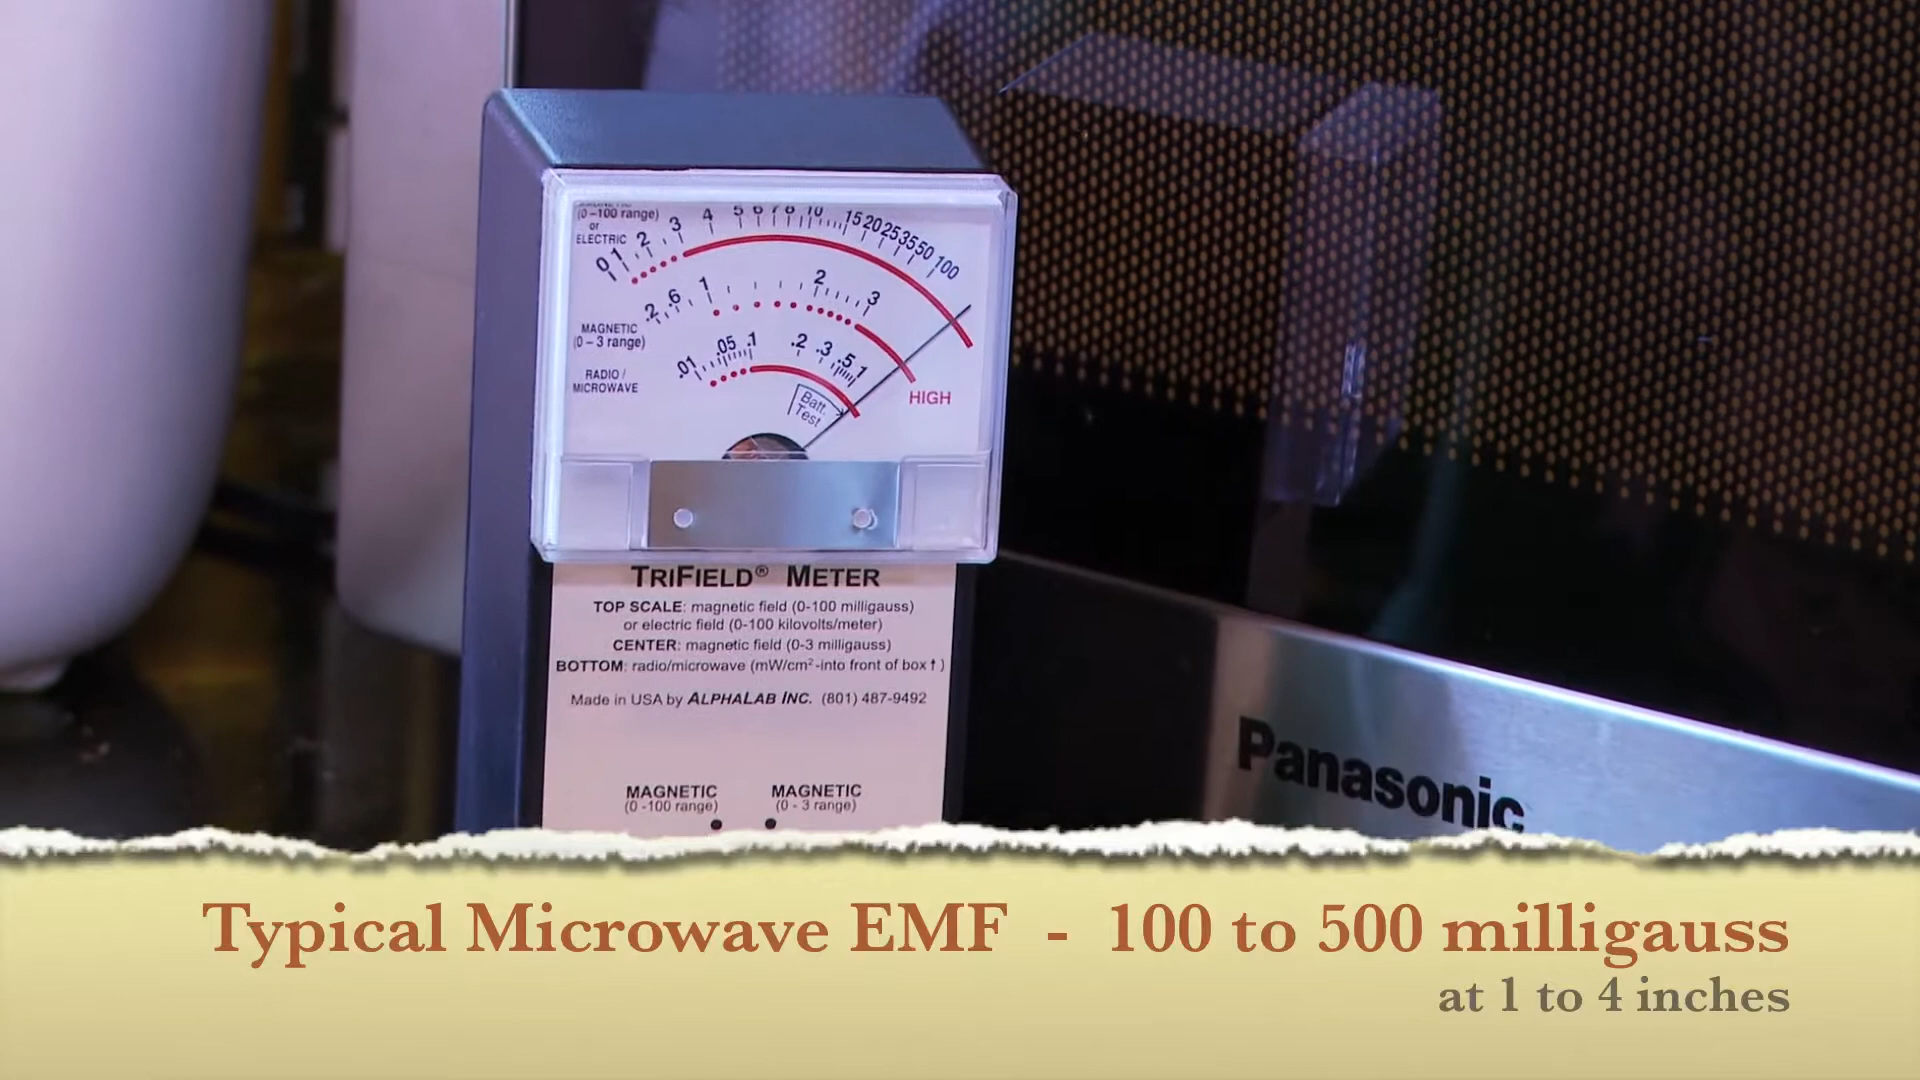 (0–100 range)
or
ELECTRIC
0 1 2 3 4 5 6 7 8 10 15 20 25 35 50 100
.2 .6 1 2 3
MAGNETIC
(0 – 3 range)
.01 .05 .1 .2 .3 .5 1
RADIO /
MICROWAVE
Batt.
Test
HIGH
TRIFIELD® METER
TOP SCALE: magnetic field (0-100 milligauss)
or electric field (0-100 kilovolts/meter)
CENTER: magnetic field (0-3 milligauss)
BOTTOM: radio/microwave (mW/cm²-into front of box↑)
Made in USA by ALPHALAB INC. (801) 487-9492
MAGNETIC
(0 -100 range)
MAGNETIC
(0 - 3 range)
Panasonic
Typical Microwave EMF - 100 to 500 milligauss
at 1 to 4 inches